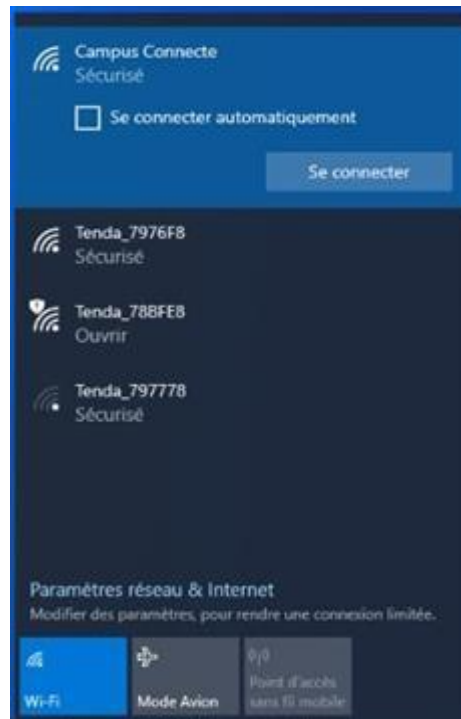 Campus Connecte
Sécurisé
Se connecter automatiquement
Se connecter
Tenda_7976F8
Sécurisé
Tenda_78BFE8
Ouvrir
Tenda_797778
Sécurisé
Paramètres réseau & Internet
Modifier des paramètres, pour rendre une connexion limitée.
Wi-Fi
Mode Avion
Point d'accès
sans fil mobile